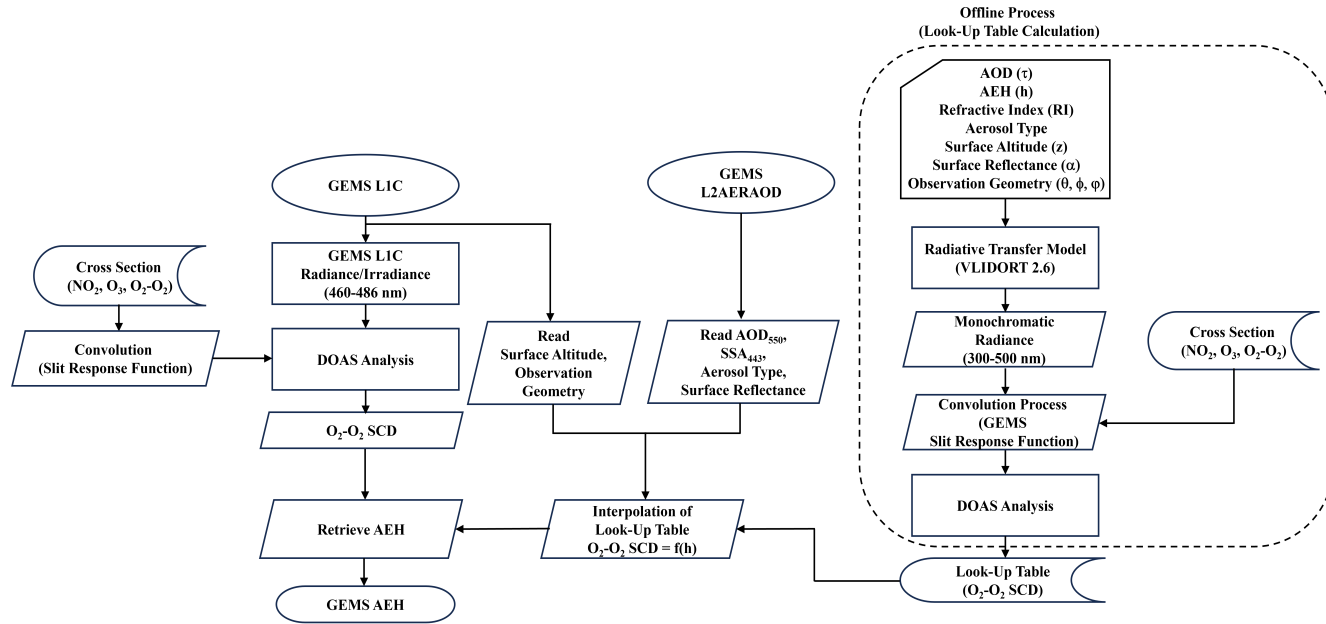 Offline Process
(Look-Up Table Calculation)
AOD (τ)
AEH (h)
Refractive Index (RI)
Aerosol Type
Surface Altitude (z)
Surface Reflectance (α)
Observation Geometry (θ, ϕ, φ)
GEMS L1C
GEMS
L2AERAOD
Cross Section
(NO₂, O₃, O₂-O₂)
GEMS L1C
Radiance/Irradiance
(460-486 nm)
Radiative Transfer Model
(VLIDORT 2.6)
Convolution
(Slit Response Function)
DOAS Analysis
Read
Surface Altitude,
Observation
Geometry
Read AOD₅₅₀,
SSA₄₄₃,
Aerosol Type,
Surface Reflectance
Monochromatic
Radiance
(300-500 nm)
Cross Section
(NO₂, O₃, O₂-O₂)
O₂-O₂ SCD
Convolution Process
(GEMS
Slit Response Function)
Retrieve AEH
Interpolation of
Look-Up Table
O₂-O₂ SCD = f(h)
DOAS Analysis
GEMS AEH
Look-Up Table
(O₂-O₂ SCD)